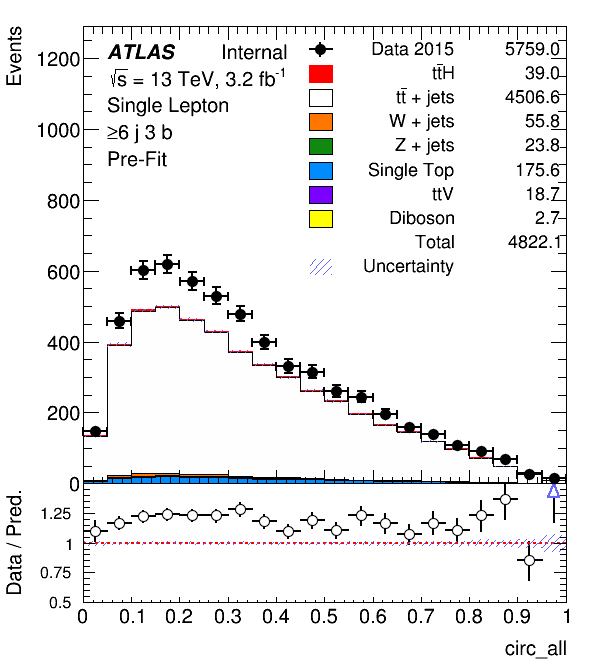 Events
1200
1000
800
600
400
200
0
ATLAS Internal
√s = 13 TeV, 3.2 fb-1
Single Lepton
≥6 j 3 b
Pre-Fit
Data 2015 5759.0
tt̄H 39.0
tt̄ + jets 4506.6
W + jets 55.8
Z + jets 23.8
Single Top 175.6
ttV 18.7
Diboson 2.7
Total 4822.1
Uncertainty
Data / Pred.
1.25
1
0.75
0.5
0 0.1 0.2 0.3 0.4 0.5 0.6 0.7 0.8 0.9 1
circ_all